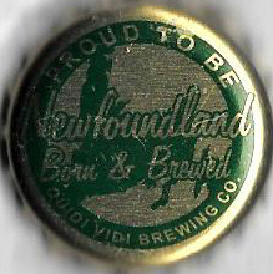 PROUD TO BE
Newfoundland
Born & Brewed
QUIDI VIDI BREWING CO.